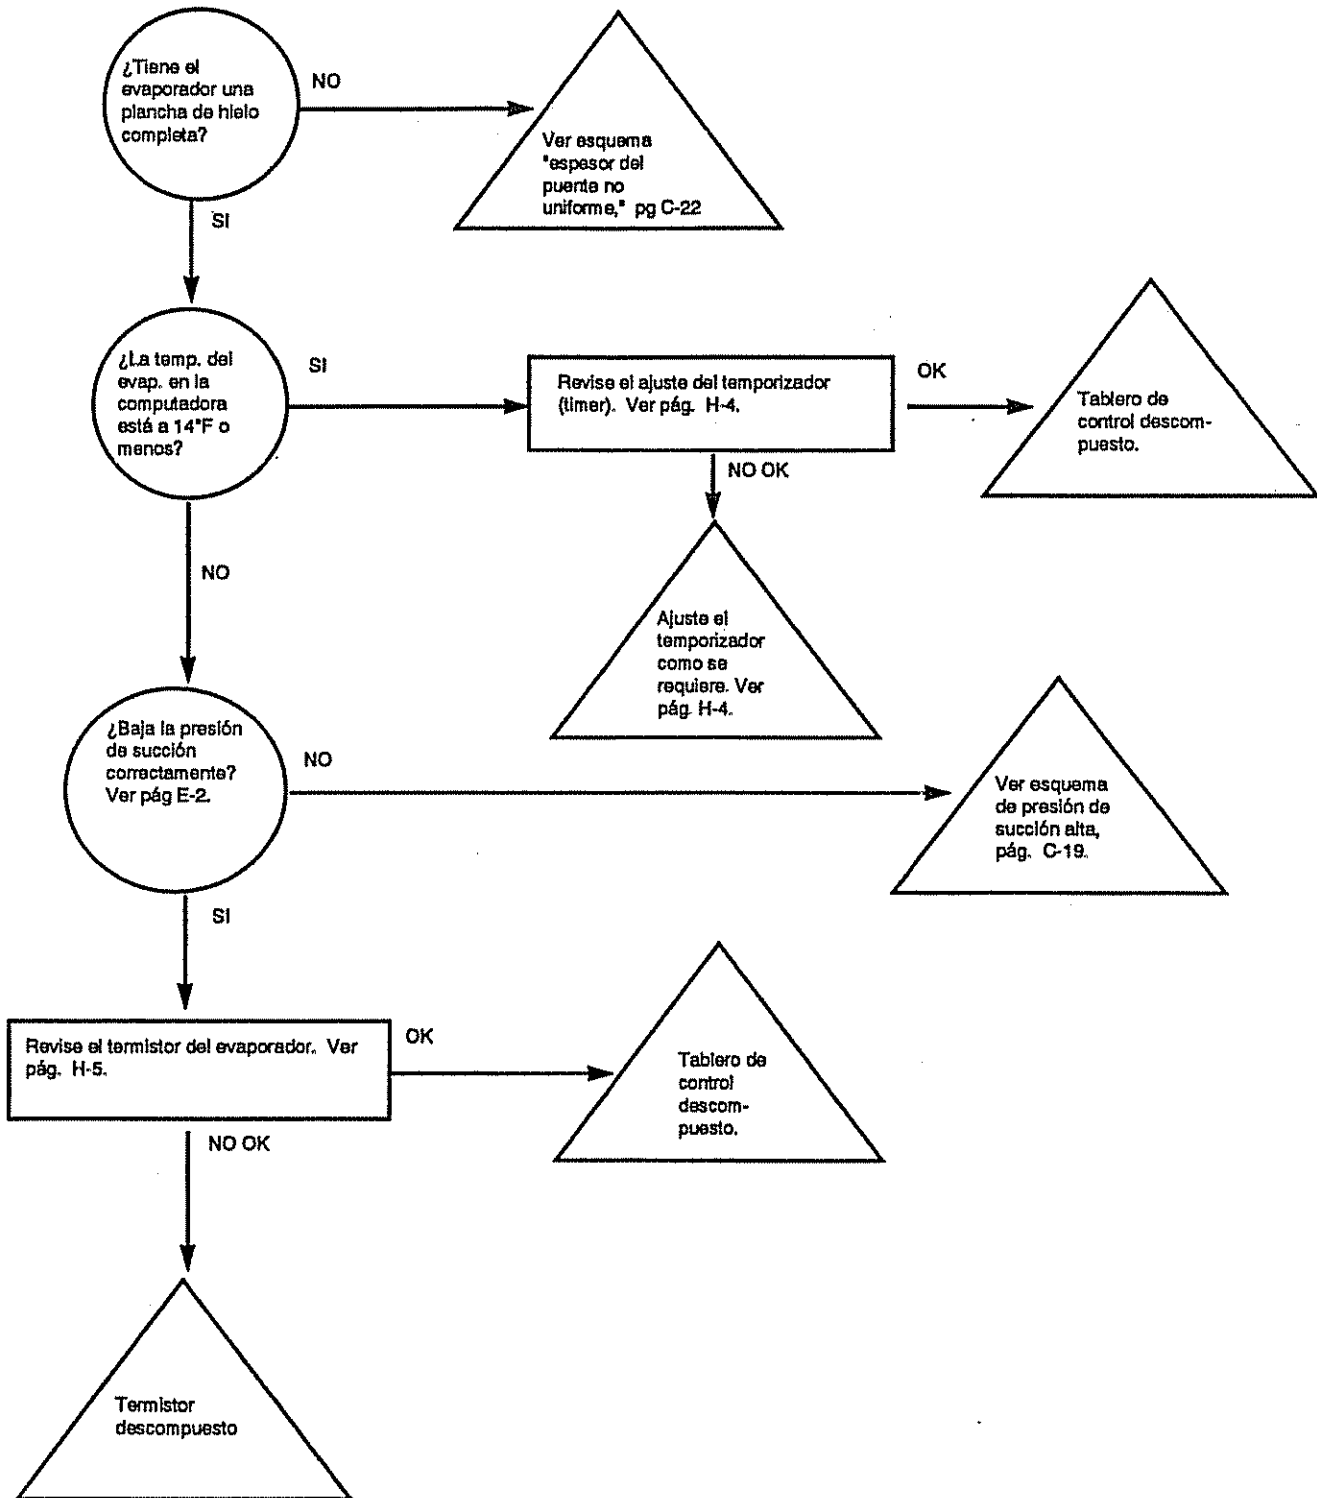 ¿Tiene el
evaporador una
plancha de hielo
completa?
NO
Ver esquema
"espesor del
puente no
uniforme," pg C-22
SI
¿La temp. del
evap. en la
computadora
está a 14°F o
menos?
SI
Revise el ajuste del temporizador
(timer). Ver pág. H-4.
OK
Tablero de
control descom-
puesto.
NO OK
Ajuste el
temporizador
como se
requiere. Ver
pág. H-4.
NO
¿Baja la presión
de succión
correctamente?
Ver pág E-2.
NO
Ver esquema
de presión de
succión alta,
pág. C-19.
SI
Revise el termistor del evaporador. Ver
pág. H-5.
OK
Tablero de
control
descom-
puesto.
NO OK
Termistor
descompuesto